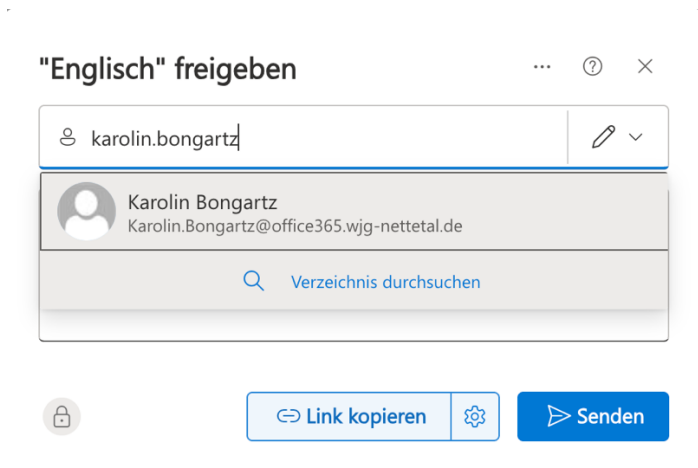 "Englisch" freigeben
karolin.bongartz
Karolin Bongartz
Karolin.Bongartz@office365.wjg-nettetal.de
Verzeichnis durchsuchen
Link kopieren
Senden